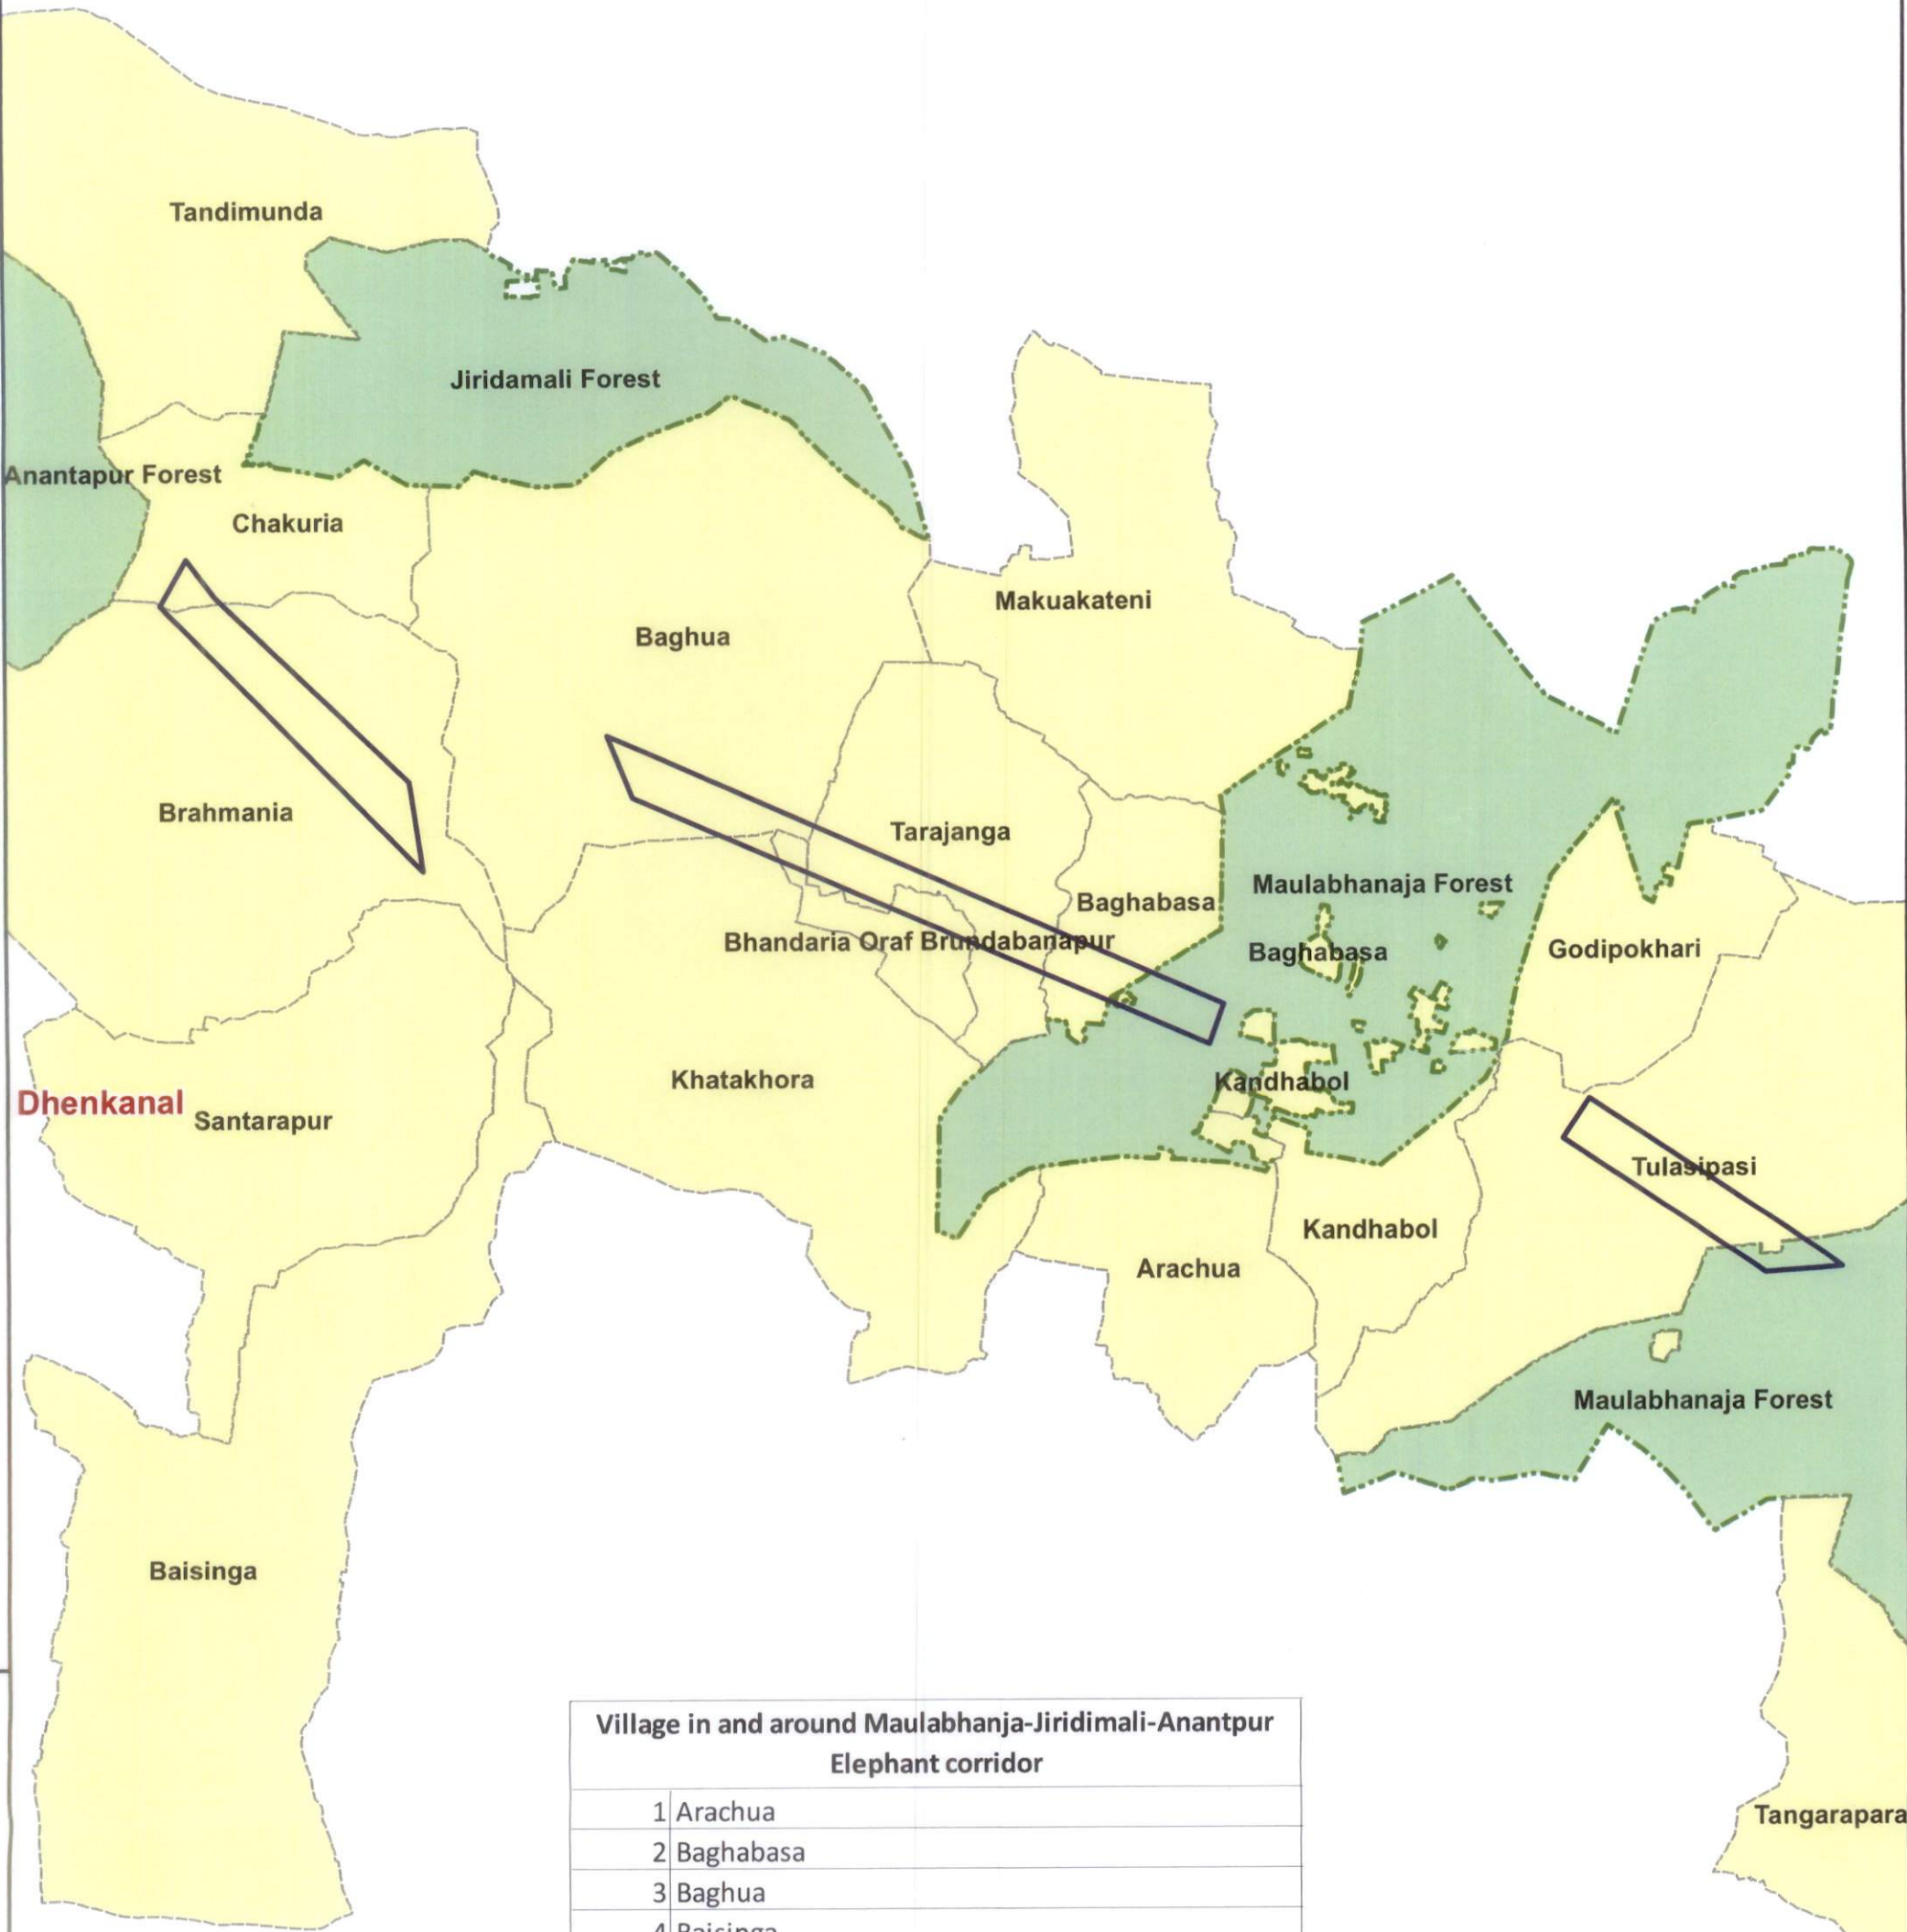 Tandimunda
Jiridamali Forest
Anantapur Forest
Chakuria
Makuakateni
Baghua
Brahmania
Tarajanga
Maulabhanaja Forest
Baghabasa
Bhandaria Oraf Brundabanapur
Baghabasa
Godipokhari
Khatakhora
Kandhabol
Dhenkanal
Santarapur
Tulasipasi
Kandhabol
Arachua
Maulabhanaja Forest
Baisinga
Village in and around Maulabhanja-Jiridimali-Anantpur
Elephant corridor
1 Arachua
2 Baghabasa
3 Baghua
4 Baisinga
Tangarapara